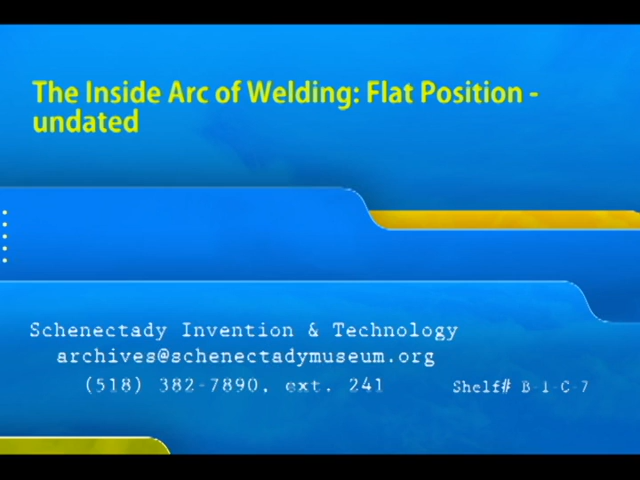 The Inside Arc of Welding: Flat Position -
undated
Schenectady Invention & Technology
archives@schenectadymuseum.org
(518) 382-7890, ext. 241
Shelf# B-1-C-7